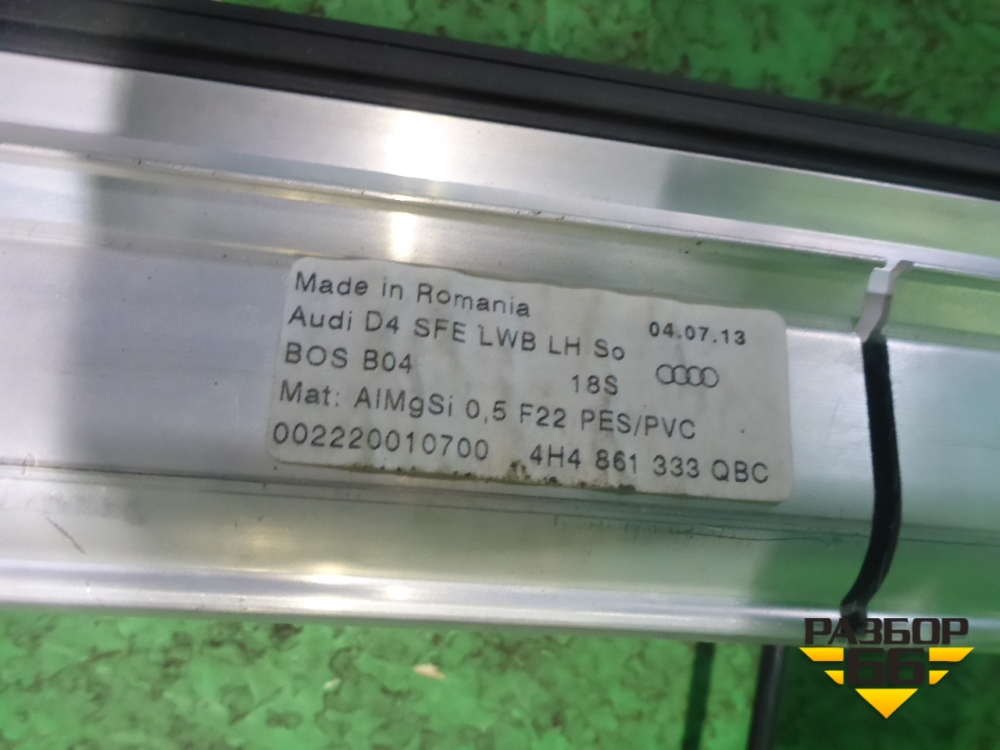 Made in Romania
Audi D4 SFE LWB LH So 04.07.13
BOS B04 18S
Mat: AlMgSi 0,5 F22 PES/PVC
002220010700 4H4 861 333 QBC
РАЗБОР
66